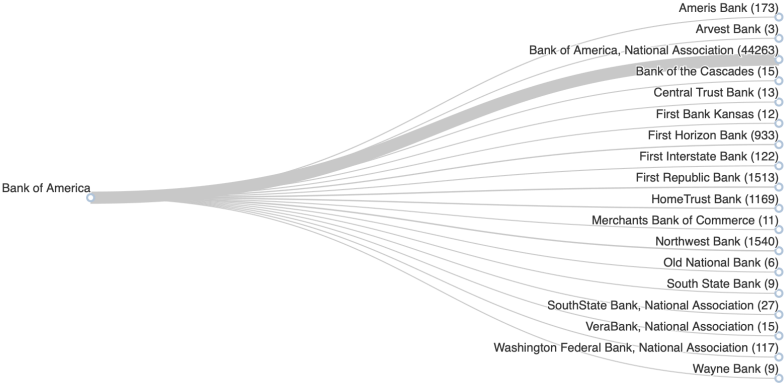 Ameris Bank (173)
Arvest Bank (3)
Bank of America, National Association (44263)
Bank of the Cascades (15)
Central Trust Bank (13)
First Bank Kansas (12)
First Horizon Bank (933)
First Interstate Bank (122)
First Republic Bank (1513)
Bank of America
HomeTrust Bank (1169)
Merchants Bank of Commerce (11)
Northwest Bank (1540)
Old National Bank (6)
South State Bank (9)
SouthState Bank, National Association (27)
VeraBank, National Association (15)
Washington Federal Bank, National Association (117)
Wayne Bank (9)